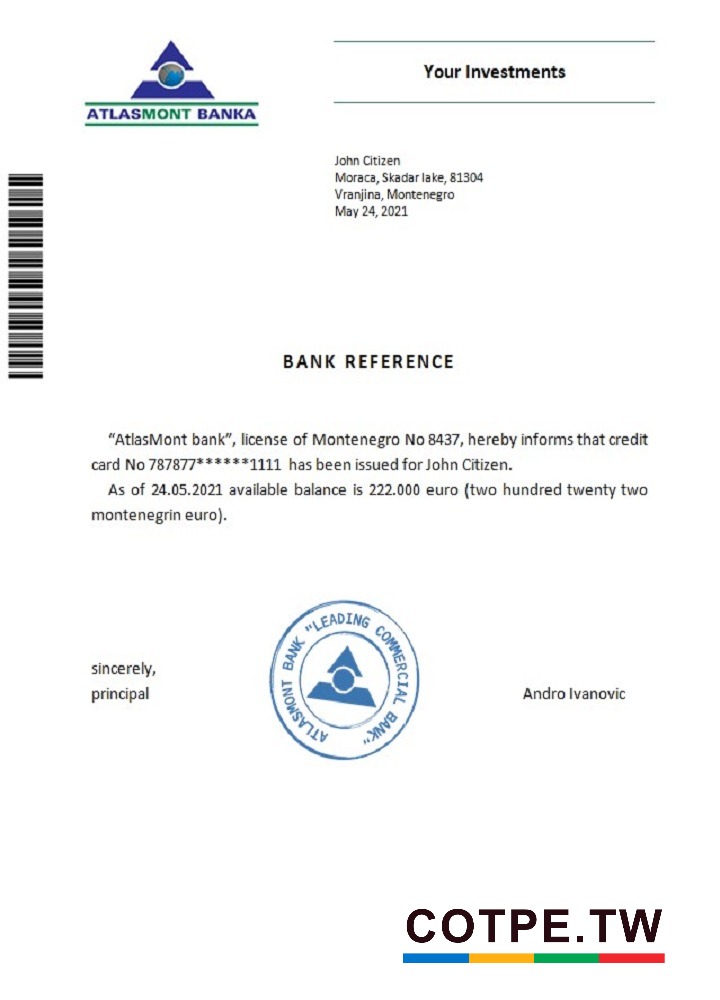 ATLASMONT BANKA
Your Investments
John Citizen
Moraca, Skadar lake, 81304
Vranjina, Montenegro
May 24, 2021
BANK REFERENCE
“AtlasMont bank”, license of Montenegro No 8437, hereby informs that credit
card No 787877******1111 has been issued for John Citizen.
As of 24.05.2021 available balance is 222.000 euro (two hundred twenty two
montenegrin euro).
ATLASMONT BANK "LEADING COMMERCIAL BANK"
sincerely,
principal
Andro Ivanovic
COTPE.TW